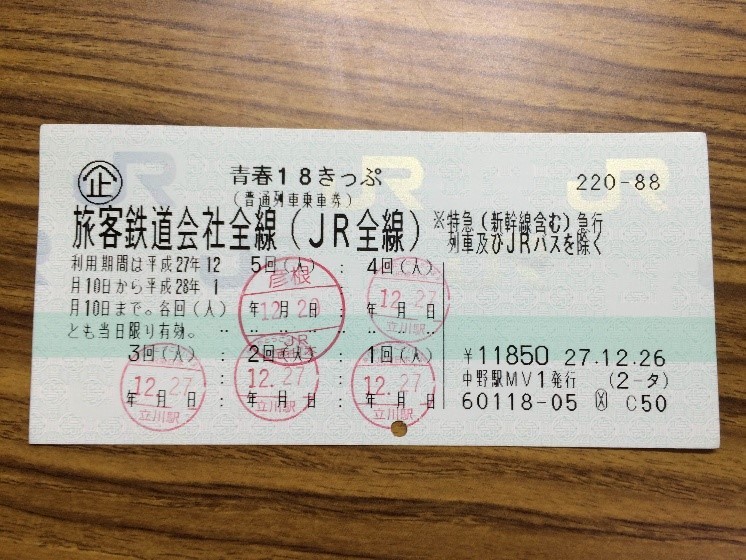 企
青春18きっぷ
(普通列車乗車券)
220-88
旅客鉄道会社全線(JR全線)
※特急(新幹線含む)急行
列車及びJRバスを除く
利用期間は平成27年12
月10日から平成28年 1
月10日まで。各回(人)
とも当日限り有効。
5回(人) : 4回(人)
彦根
12.
JR
年 月 日 : 年 月 日
12.27
立川駅
3回(人) : 2回(人) : 1回(人)
12.27
12.27
12.27
年 月 日 : 年 月 日 : 年 月 日
立川駅
立川駅
立川駅
¥11850 27.12.26
中野駅MV1発行 (2-タ)
60118-05 C50